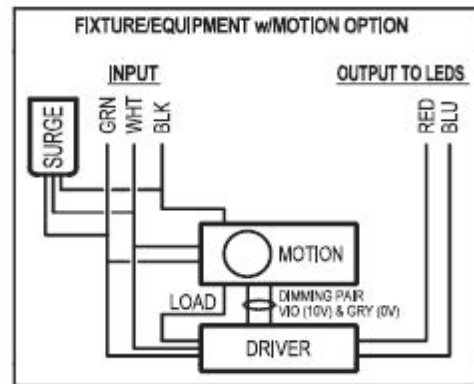 FIXTURE/EQUIPMENT w/MOTION OPTION
INPUT
OUTPUT TO LEDS
SURGE
GRN
WHT
BLK
RED
BLU
MOTION
LOAD
DIMMING PAIR
VIO (10V) & GRY (0V)
DRIVER